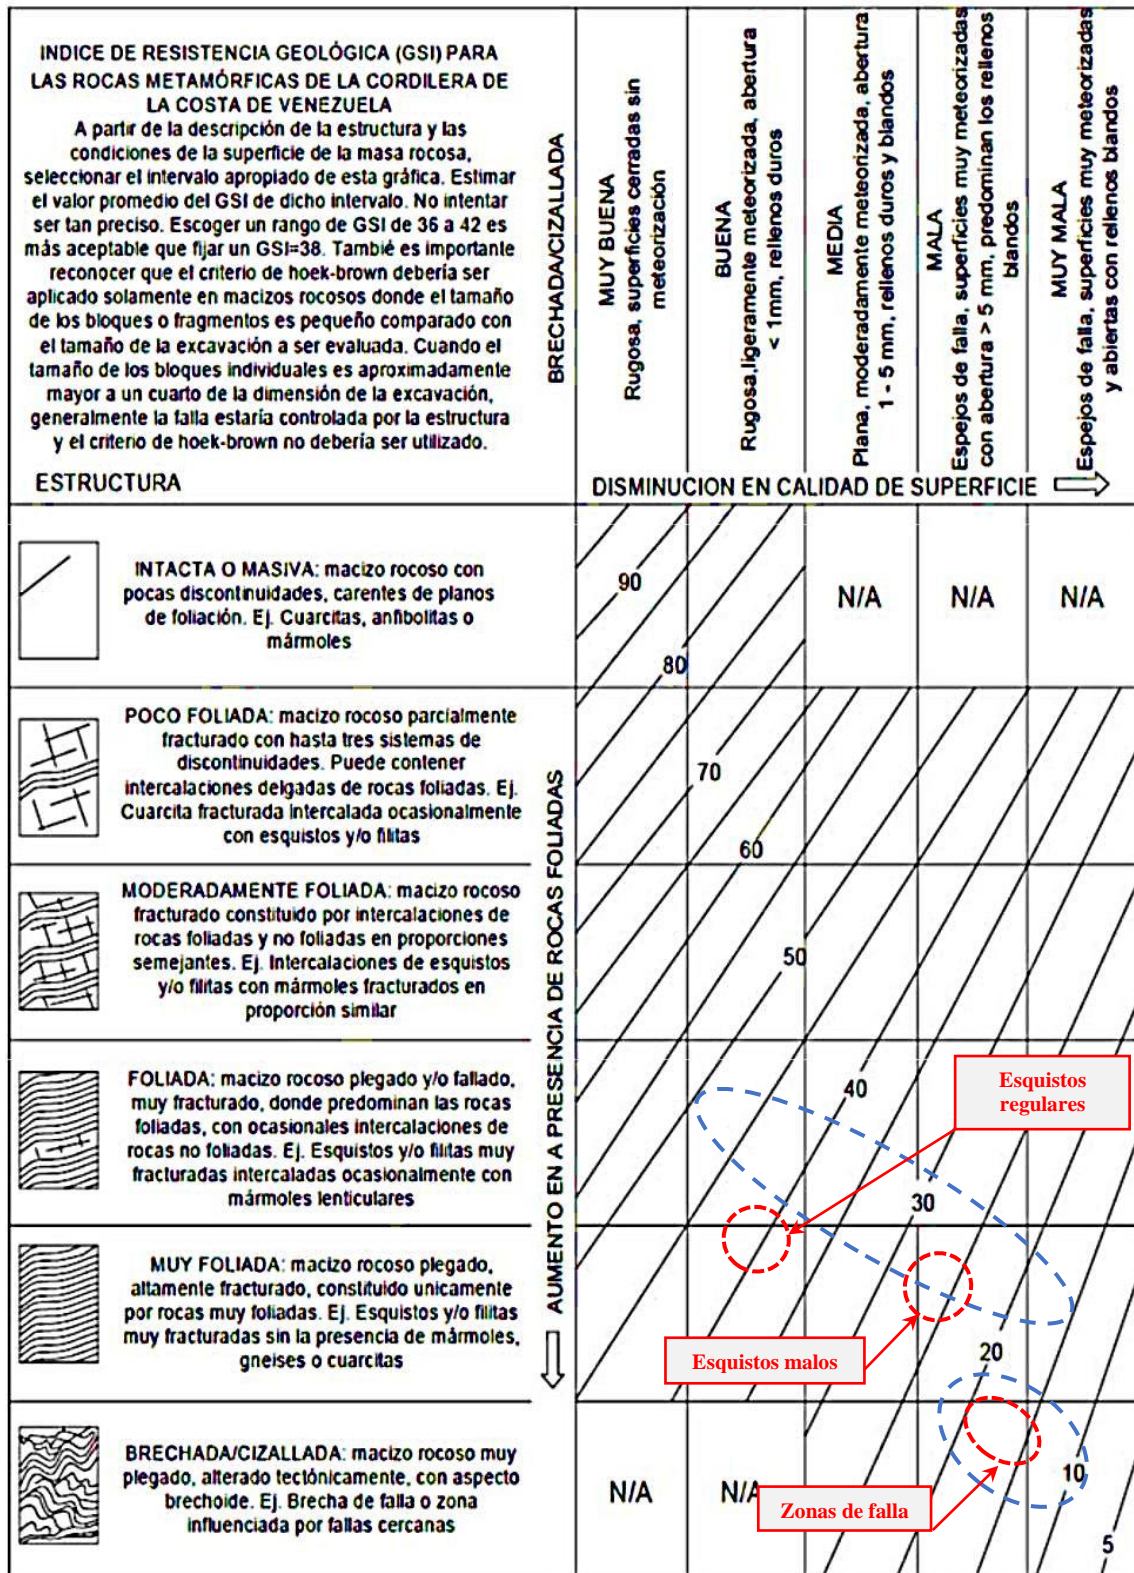 INDICE DE RESISTENCIA GEOLÓGICA (GSI) PARA
LAS ROCAS METAMÓRFICAS DE LA CORDILERA DE
LA COSTA DE VENEZUELA
A partir de la descripción de la estructura y las
condiciones de la superficie de la masa rocosa,
seleccionar el intervalo apropiado de esta gráfica. Estimar
el valor promedio del GSI de dicho intervalo. No intentar
ser tan preciso. Escoger un rango de GSI de 36 a 42 es
más aceptable que fijar un GSI=38. També es importante
reconocer que el criterio de hoek-brown debería ser
aplicado solamente en macizos rocosos donde el tamaño
de los bloques o fragmentos es pequeño comparado con
el tamaño de la excavación a ser evaluada. Cuando el
tamaño de los bloques individuales es aproximadamente
mayor a un cuarto de la dimensión de la excavación,
generalmente la falla estaría controlada por la estructura
y el criterio de hoek-brown no debería ser utilizado.
ESTRUCTURA
BRECHADA/CIZALLADA
MUY BUENA
Rugosa, superficies cerradas sin
meteorización
BUENA
Rugosa,ligeramente meteorizada, abertura
< 1mm, rellenos duros
MEDIA
Plana, moderadamente meteorizada, abertura
1 - 5 mm, rellenos duros y blandos
MALA
Espejos de falla, superficies muy meteorizadas
con abertura > 5 mm, predominan los rellenos
blandos
MUY MALA
Espejos de falla, superficies muy meteorizadas
y abiertas con rellenos blandos
DISMINUCION EN CALIDAD DE SUPERFICIE
INTACTA O MASIVA: macizo rocoso con
pocas discontinuidades, carentes de planos
de foliación. Ej. Cuarcitas, anfibolitas o
mármoles
90
80
N/A
N/A
N/A
AUMENTO EN A PRESENCIA DE ROCAS FOLIADAS
POCO FOLIADA: macizo rocoso parcialmente
fracturado con hasta tres sistemas de
discontinuidades. Puede contener
intercalaciones delgadas de rocas foliadas. Ej.
Cuarcita fracturada intercalada ocasionalmente
con esquistos y/o filitas
70
60
MODERADAMENTE FOLIADA: macizo rocoso
fracturado constituido por intercalaciones de
rocas foliadas y no foliadas en proporciones
semejantes. Ej. Intercalaciones de esquistos
y/o filitas con mármoles fracturados en
proporción similar
50
FOLIADA: macizo rocoso plegado y/o fallado,
muy fracturado, donde predominan las rocas
foliadas, con ocasionales intercalaciones de
rocas no foliadas. Ej. Esquistos y/o filitas muy
fracturadas intercaladas ocasionalmente con
mármoles lenticulares
40
Esquistos
regulares
30
MUY FOLIADA: macizo rocoso plegado,
altamente fracturado, constituido unicamente
por rocas muy foliadas. Ej. Esquistos y/o filitas
muy fracturadas sin la presencia de mármoles,
gneises o cuarcitas
Esquistos malos
20
BRECHADA/CIZALLADA: macizo rocoso muy
plegado, alterado tectónicamente, con aspecto
brechoide. Ej. Brecha de falla o zona
influenciada por fallas cercanas
N/A
N/A
Zonas de falla
10
5